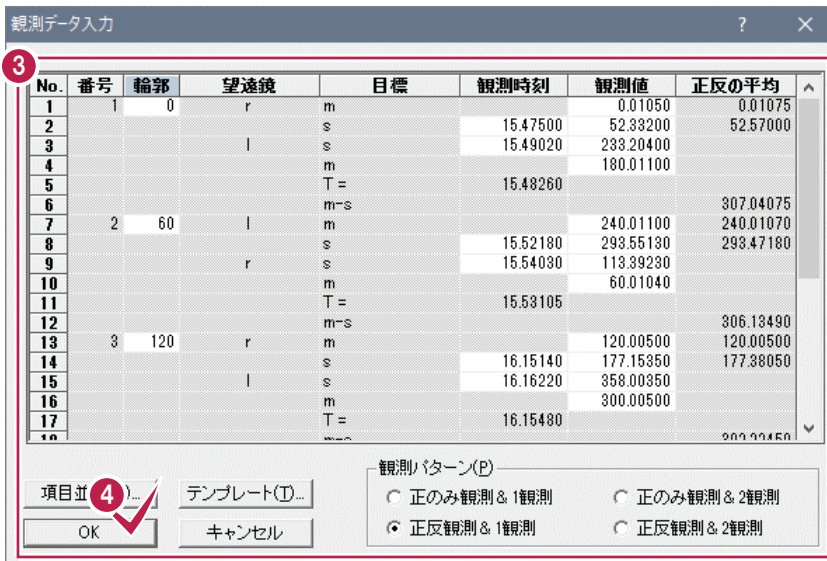 観測データ入力 ? ×
3
No. 番号 輪郭 望遠鏡 目標 観測時刻 観測値 正反の平均
1 1 0 r m 0.01050 0.01075
2 s 15.47500 52.33200 52.57000
3 l s 15.49020 233.20400
4 m 180.01100
5 T = 15.48260
6 m-s 307.04075
7 2 60 l m 240.01100 240.01070
8 s 15.52180 293.55130 293.47180
9 r s 15.54030 113.39230
10 m 60.01040
11 T = 15.53105
12 m-s 306.13490
13 3 120 r m 120.00500 120.00500
14 s 16.15140 177.15350 177.38050
15 l s 16.16220 358.00350
16 m 300.00500
17 T = 16.15480
観測パターン(P)
項目並 )... テンプレート(T)... 正のみ観測&1観測 正のみ観測&2観測
4
OK キャンセル 正反観測&1観測 正反観測&2観測